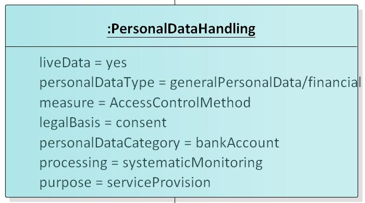 :PersonalDataHandling
liveData = yes
personalDataType = generalPersonalData/financial
measure = AccessControlMethod
legalBasis = consent
personalDataCategory = bankAccount
processing = systematicMonitoring
purpose = serviceProvision